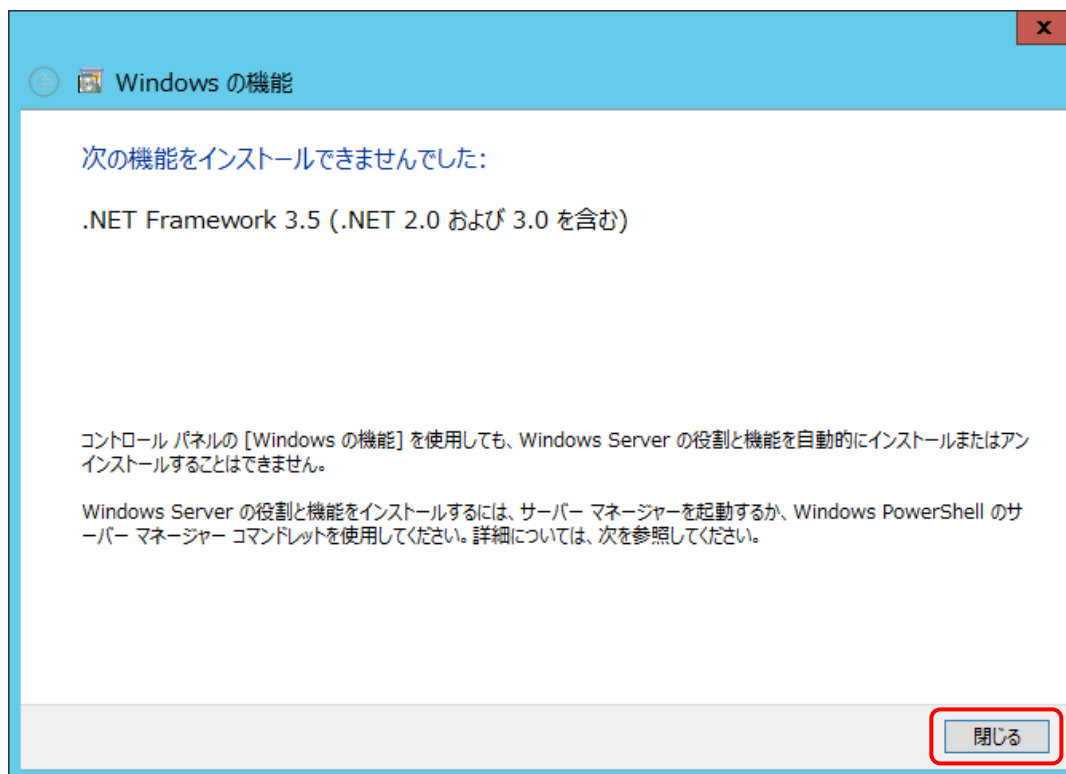 x
Windows の機能
次の機能をインストールできませんでした:
.NET Framework 3.5 (.NET 2.0 および 3.0 を含む)
コントロール パネルの [Windows の機能] を使用しても、Windows Server の役割と機能を自動的にインストールまたはアン
インストールすることはできません。
Windows Server の役割と機能をインストールするには、サーバー マネージャーを起動するか、Windows PowerShell のサ
ーバー マネージャー コマンドレットを使用してください。詳細については、次を参照してください。
閉じる